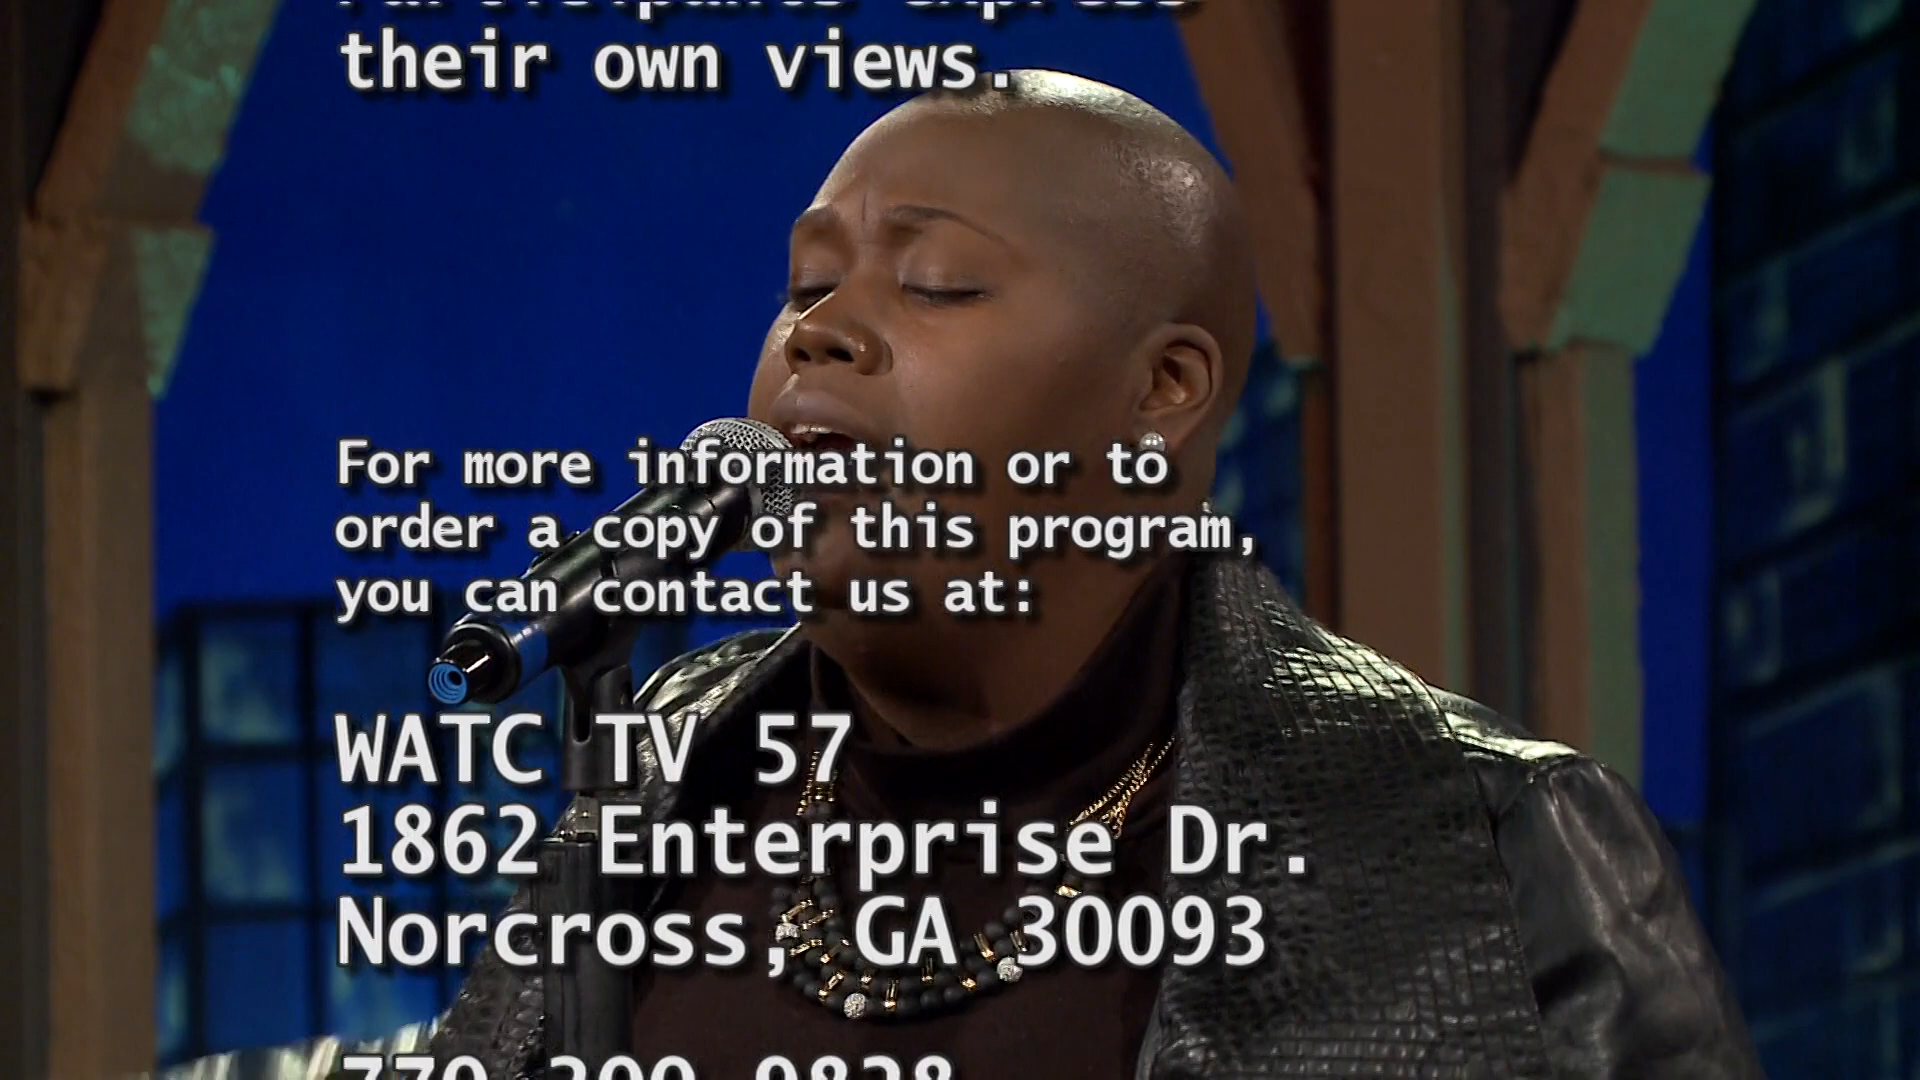 their own views.
For more information or to
order a copy of this program,
you can contact us at:
WATC TV 57
1862 Enterprise Dr.
Norcross, GA 30093